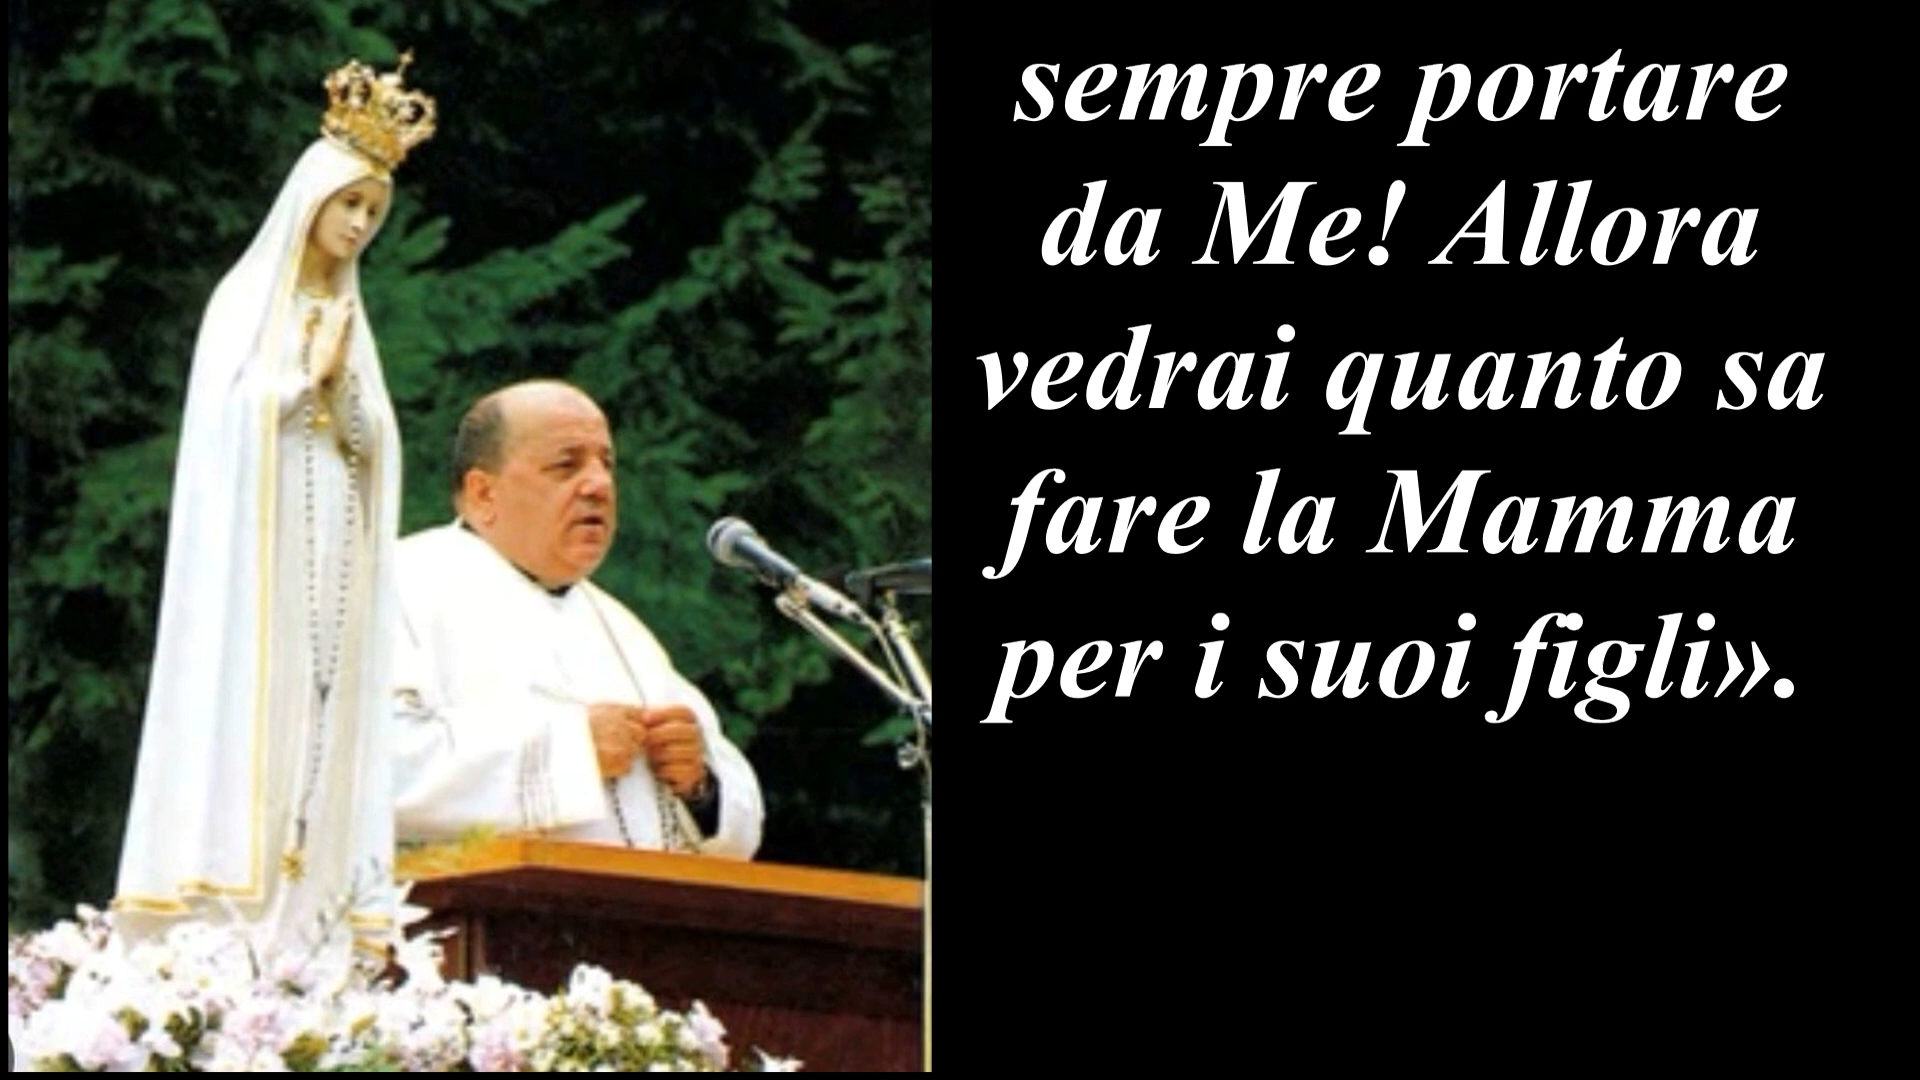 sempre portare
da Me! Allora
vedrai quanto sa
fare la Mamma
per i suoi figli».